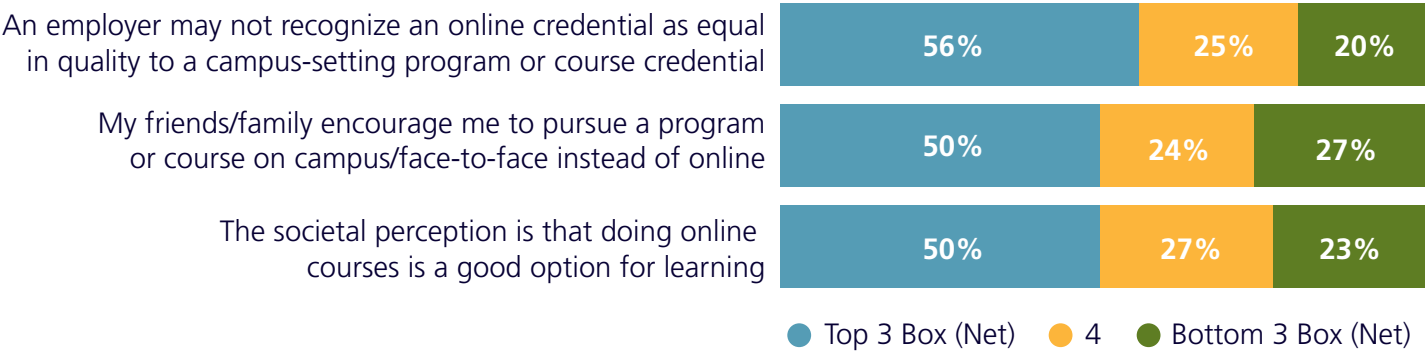 An employer may not recognize an online credential as equal
in quality to a campus-setting program or course credential
56% 25% 20%
My friends/family encourage me to pursue a program
or course on campus/face-to-face instead of online
50% 24% 27%
The societal perception is that doing online
courses is a good option for learning
50% 27% 23%
Top 3 Box (Net) 4 Bottom 3 Box (Net)